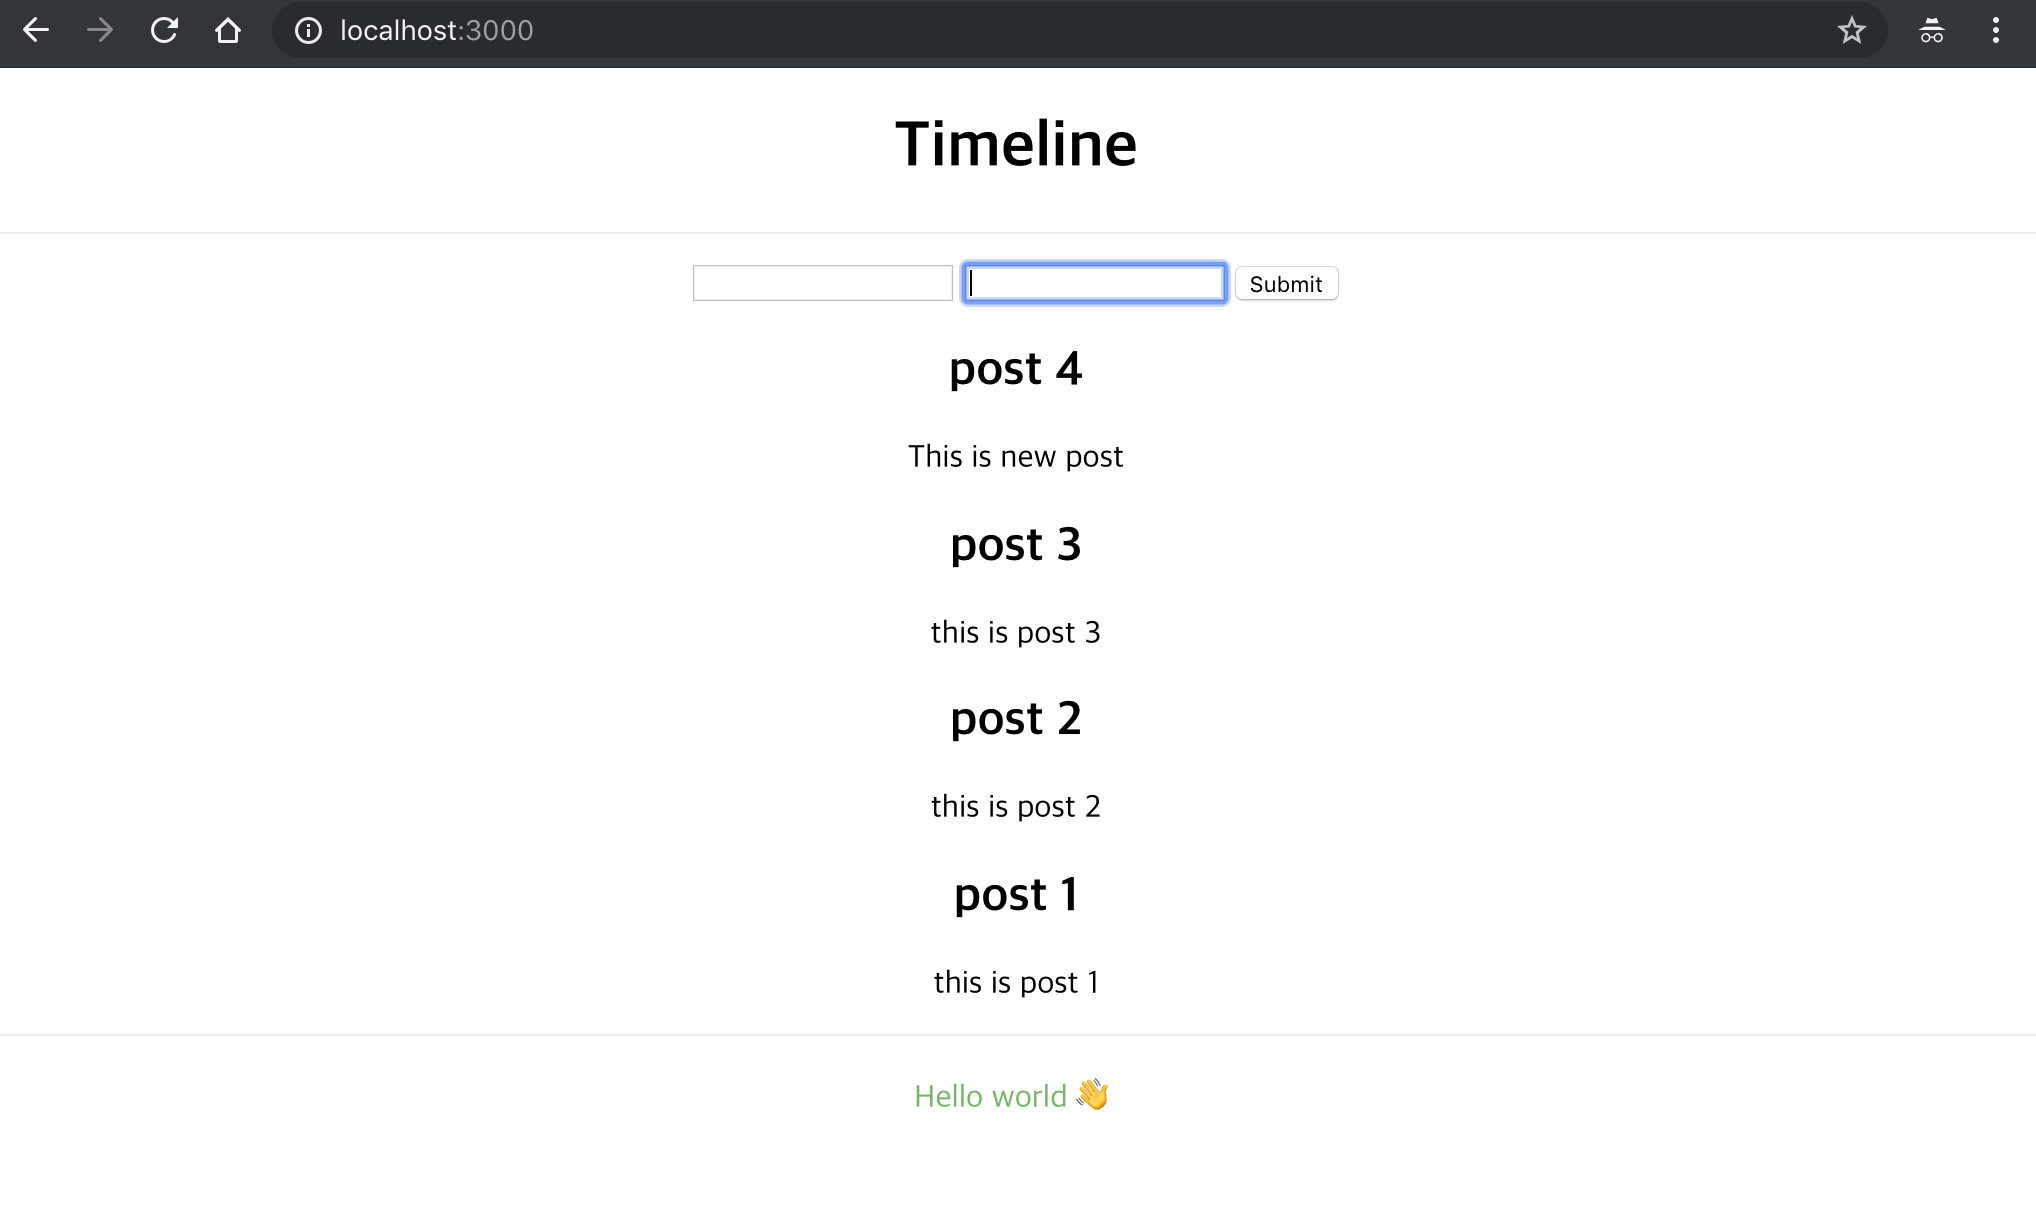 localhost:3000
Timeline
Submit
post 4
This is new post
post 3
this is post 3
post 2
this is post 2
post 1
this is post 1
Hello world 👋